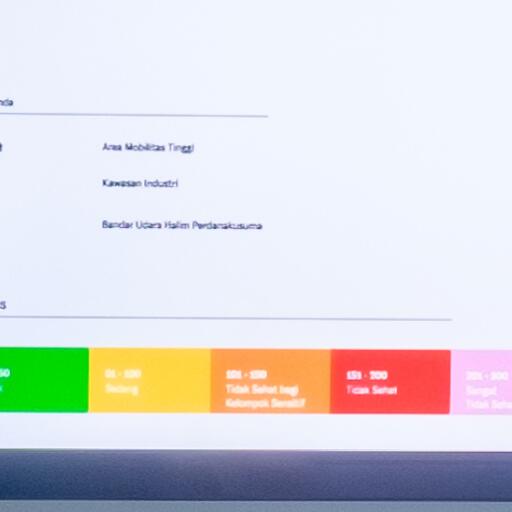 nda
Area Mobilitas Tinggi
Kawasan Industri
Bandar Udara Halim Perdanakusuma
S
50
51 - 100
Sedang
101 - 150
Tidak Sehat bagi
Kelompok Sensitif
151 - 200
Tidak Sehat
201 - 300
Sangat
Tidak Seha